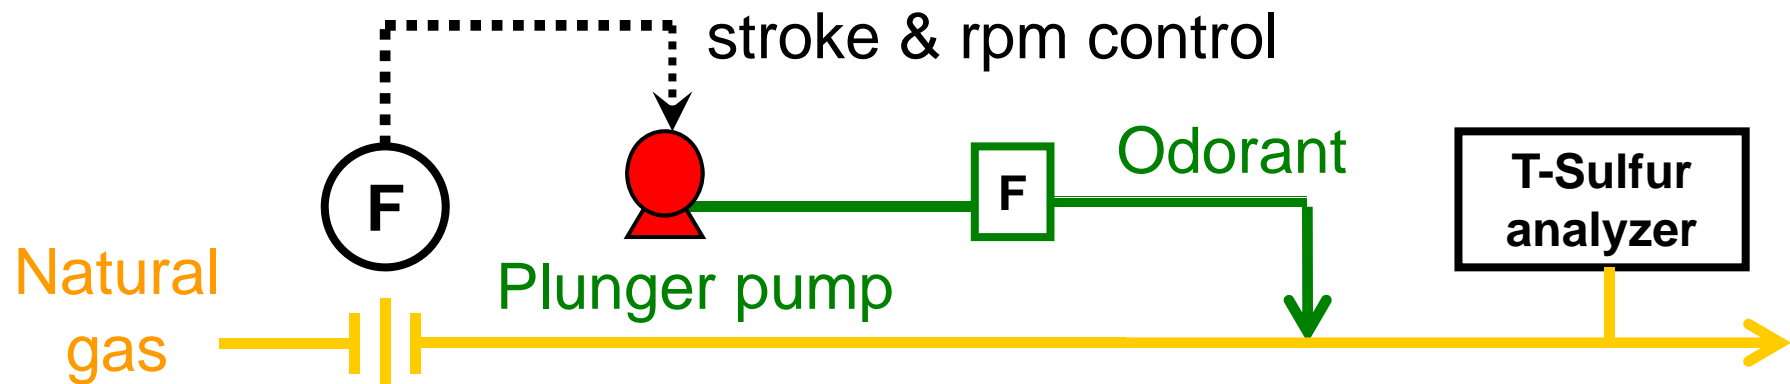 stroke & rpm control
F
F
Odorant
T-Sulfur
analyzer
Natural
gas
Plunger pump